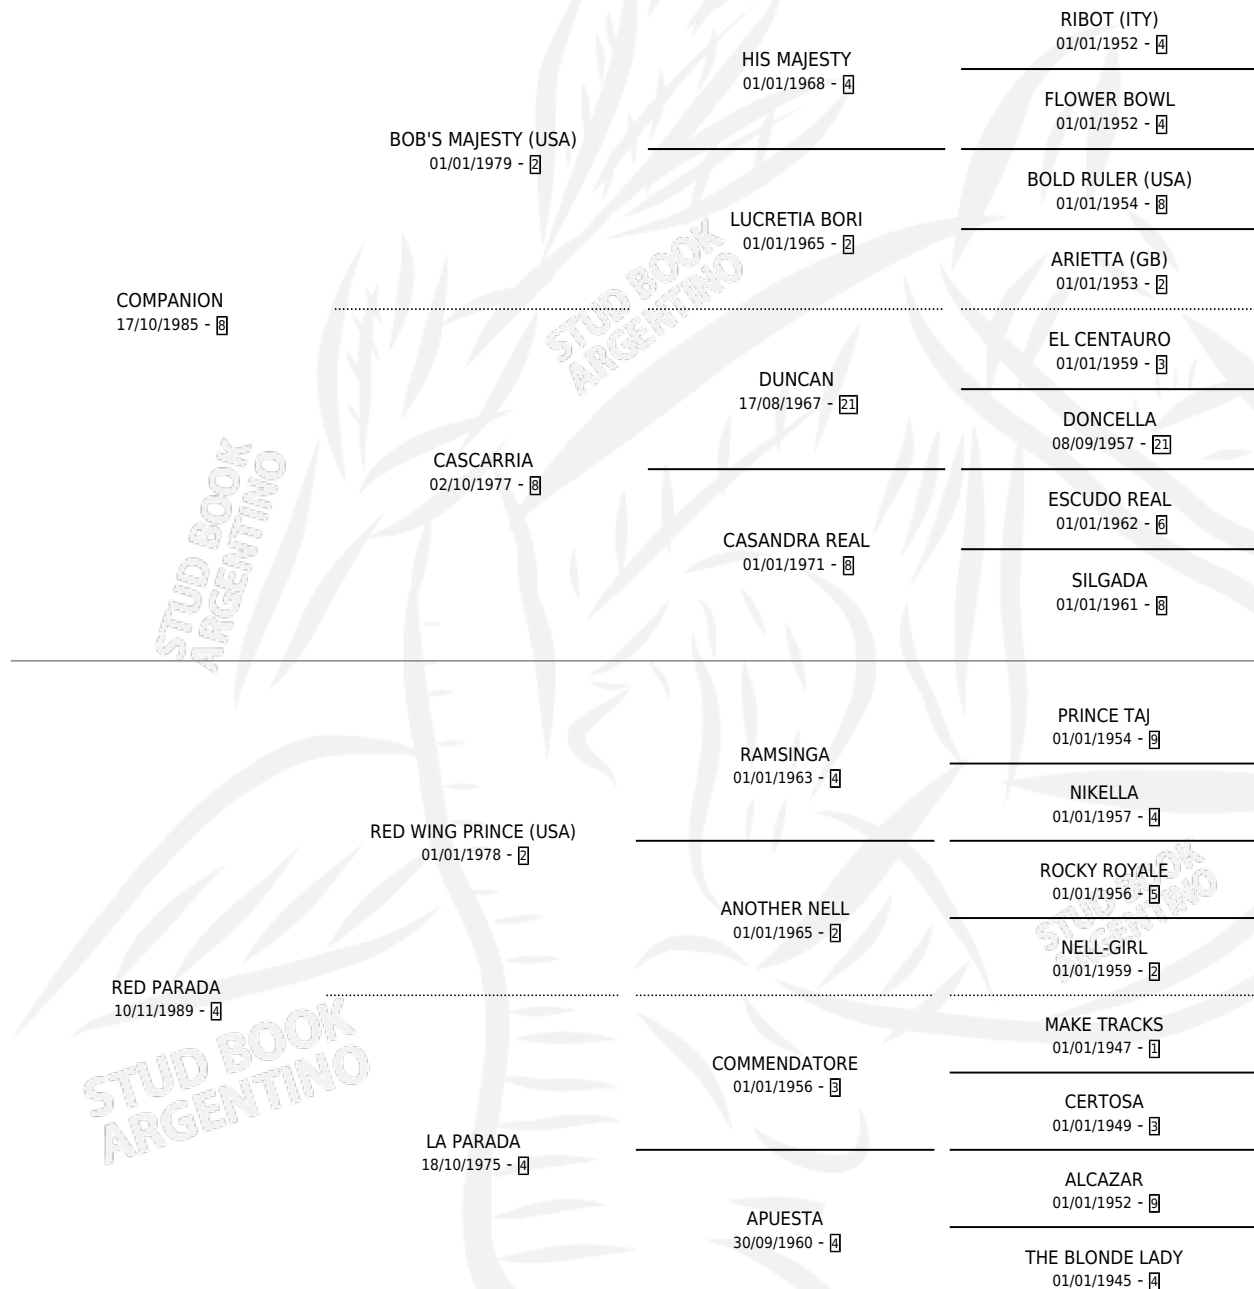 RIBOT (ITY)
01/01/1952 - 4
HIS MAJESTY
01/01/1968 - 4
FLOWER BOWL
01/01/1952 - 4
BOB'S MAJESTY (USA)
01/01/1979 - 2
BOLD RULER (USA)
01/01/1954 - 8
LUCRETIA BORI
01/01/1965 - 2
ARIETTA (GB)
01/01/1953 - 2
STUD BOOK
ARGENTINO
COMPANION
17/10/1985 - 8
EL CENTAURO
01/01/1959 - 3
DUNCAN
17/08/1967 - 21
DONCELLA
08/09/1957 - 21
CASCARRIA
02/10/1977 - 8
ESCUDO REAL
01/01/1962 - 6
CASANDRA REAL
01/01/1971 - 8
SILGADA
01/01/1961 - 8
STUD BOOK
ARGENTINO
PRINCE TAJ
01/01/1954 - 9
RAMSINGA
01/01/1963 - 4
NIKELLA
01/01/1957 - 4
RED WING PRINCE (USA)
01/01/1978 - 2
ROCKY ROYALE
01/01/1956 - 5
ANOTHER NELL
01/01/1965 - 2
NELL-GIRL
01/01/1959 - 2
STUD BOOK
ARGENTINO
RED PARADA
10/11/1989 - 4
MAKE TRACKS
01/01/1947 - 1
COMMENDATORE
01/01/1956 - 3
CERTOSA
01/01/1949 - 3
STUD BOOK
ARGENTINO
LA PARADA
18/10/1975 - 4
ALCAZAR
01/01/1952 - 9
APUESTA
30/09/1960 - 4
THE BLONDE LADY
01/01/1945 - 4